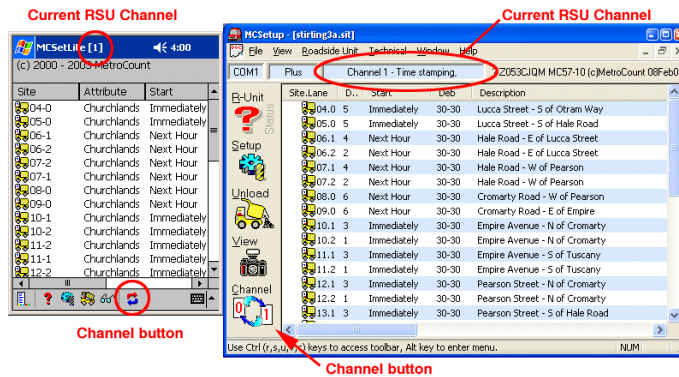 Current RSU Channel
MCSetLite [1] 4:00
(c) 2000 - 2003 MetroCount
Site Attribute Start
04-0 Churchlands Immediately
05-0 Churchlands Immediately
06-1 Churchlands Next Hour
06-2 Churchlands Next Hour
07-2 Churchlands Next Hour
07-1 Churchlands Next Hour
08-0 Churchlands Next Hour
09-0 Churchlands Next Hour
10-1 Churchlands Immediately
10-2 Churchlands Immediately
11-2 Churchlands Immediately
11-1 Churchlands Immediately
12-2 Churchlands Immediately
Channel button
Current RSU Channel
MCSetup - [stirling3a.sit]
File View Roadside Unit Technical Window Help
COM1 Plus Channel 1 - Time stamping, AZ053CJQM MC57-10 (c)MetroCount 08Feb0
R-Unit
Status
Setup
Unload
View
Channel
0 1
Site.Lane D.. Start Deb Description
04.0 5 Immediately 30-30 Lucca Street - S of Otram Way
05.0 5 Immediately 30-30 Lucca Street - S of Hale Road
06.1 4 Next Hour 30-30 Hale Road - E of Lucca Street
06.2 2 Next Hour 30-30 Hale Road - E of Lucca Street
07.1 4 Next Hour 30-30 Hale Road - W of Pearson
07.2 2 Next Hour 30-30 Hale Road - W of Pearson
08.0 6 Next Hour 30-30 Cromarty Road - W of Pearson
09.0 6 Next Hour 30-30 Cromarty Road - E of Empire
10.1 3 Immediately 30-30 Empire Avenue - N of Cromarty
10.2 1 Immediately 30-30 Empire Avenue - N of Cromarty
11.1 3 Immediately 30-30 Empire Avenue - S of Tuscany
11.2 1 Immediately 30-30 Empire Avenue - S of Tuscany
12.1 3 Immediately 30-30 Pearson Street - N of Cromarty
12.2 1 Immediately 30-30 Pearson Street - N of Cromarty
13.1 3 Immediately 30-30 Pearson Street - S of Hale Road
Use Ctrl (r,s,u,v,c) keys to access toolbar, Alt key to enter menu. NUM
Channel button